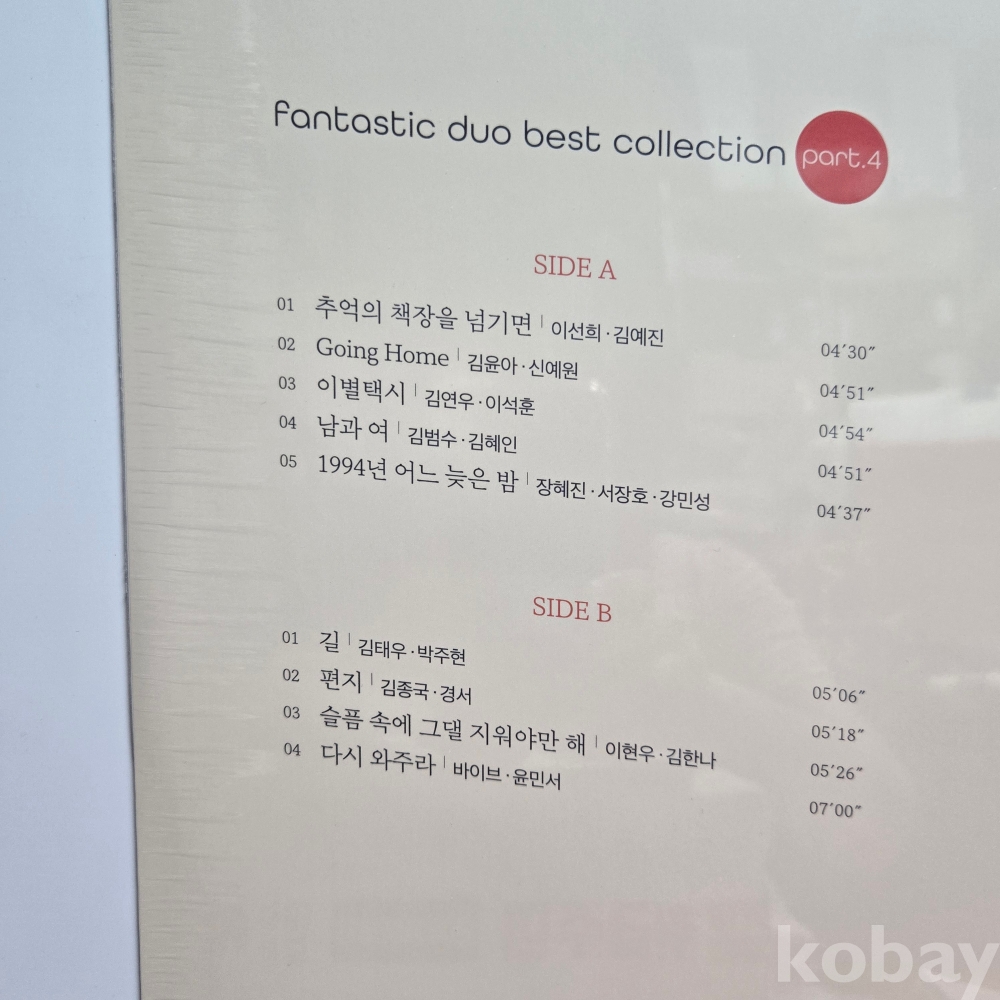 fantastic duo best collection part.4
SIDE A
01 추억의 책장을 넘기면 | 이선희·김예진 04′30″
02 Going Home | 김윤아·신예원 04′51″
03 이별택시 | 김연우·이석훈 04′54″
04 남과 여 | 김범수·김혜인 04′51″
05 1994년 어느 늦은 밤 | 장혜진·서장호·강민성 04′37″
SIDE B
01 길 | 김태우·박주현 05′06″
02 편지 | 김종국·경서 05′18″
03 슬픔 속에 그댈 지워야만 해 | 이현우·김한나 05′26″
04 다시 와주라 | 바이브·윤민서 07′00″
kobay